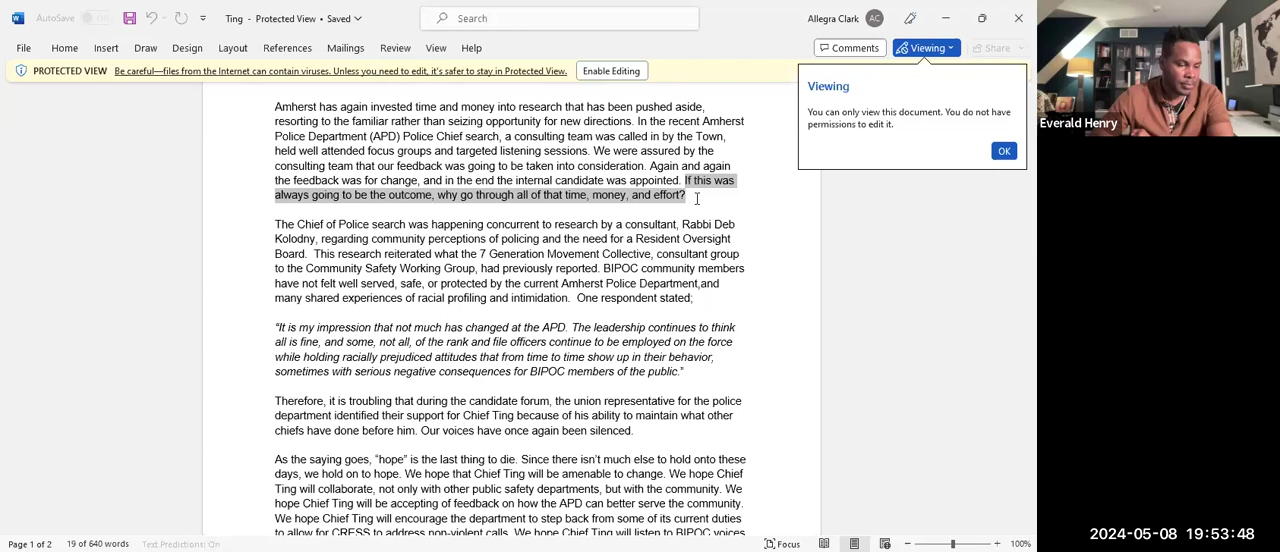 AutoSave
Off
Ting - Protected View • Saved
Search
Allegra Clark
AC
File
Home
Insert
Draw
Design
Layout
References
Mailings
Review
View
Help
Comments
Viewing
Share
PROTECTED VIEW
Be careful—files from the Internet can contain viruses. Unless you need to edit, it's safer to stay in Protected View.
Enable Editing
Viewing
You can only view this document. You do not have
permissions to edit it.
OK
Everald Henry
Amherst has again invested time and money into research that has been pushed aside,
resorting to the familiar rather than seizing opportunity for new directions. In the recent Amherst
Police Department (APD) Police Chief search, a consulting team was called in by the Town,
held well attended focus groups and targeted listening sessions. We were assured by the
consulting team that our feedback was going to be taken into consideration. Again and again
the feedback was for change, and in the end the internal candidate was appointed. If this was
always going to be the outcome, why go through all of that time, money, and effort?
The Chief of Police search was happening concurrent to research by a consultant, Rabbi Deb
Kolodny, regarding community perceptions of policing and the need for a Resident Oversight
Board.  This research reiterated what the 7 Generation Movement Collective, consultant group
to the Community Safety Working Group, had previously reported. BIPOC community members
have not felt well served, safe, or protected by the current Amherst Police Department,and
many shared experiences of racial profiling and intimidation.  One respondent stated;
“It is my impression that not much has changed at the APD. The leadership continues to think
all is fine, and some, not all, of the rank and file officers continue to be employed on the force
while holding racially prejudiced attitudes that from time to time show up in their behavior,
sometimes with serious negative consequences for BIPOC members of the public.”
Therefore, it is troubling that during the candidate forum, the union representative for the police
department identified their support for Chief Ting because of his ability to maintain what other
chiefs have done before him. Our voices have once again been silenced.
As the saying goes, “hope” is the last thing to die. Since there isn’t much else to hold onto these
days, we hold on to hope. We hope that Chief Ting will be amenable to change. We hope Chief
Ting will collaborate, not only with other public safety departments, but with the community. We
hope Chief Ting will be accepting of feedback on how the APD can better serve the community.
We hope Chief Ting will encourage the department to step back from some of its current duties
to allow for CRESS to address non-violent calls. We hope Chief Ting will listen to BIPOC voices
Page 1 of 2
19 of 640 words
Text Predictions: On
Focus
100%
2024-05-08 19:53:48